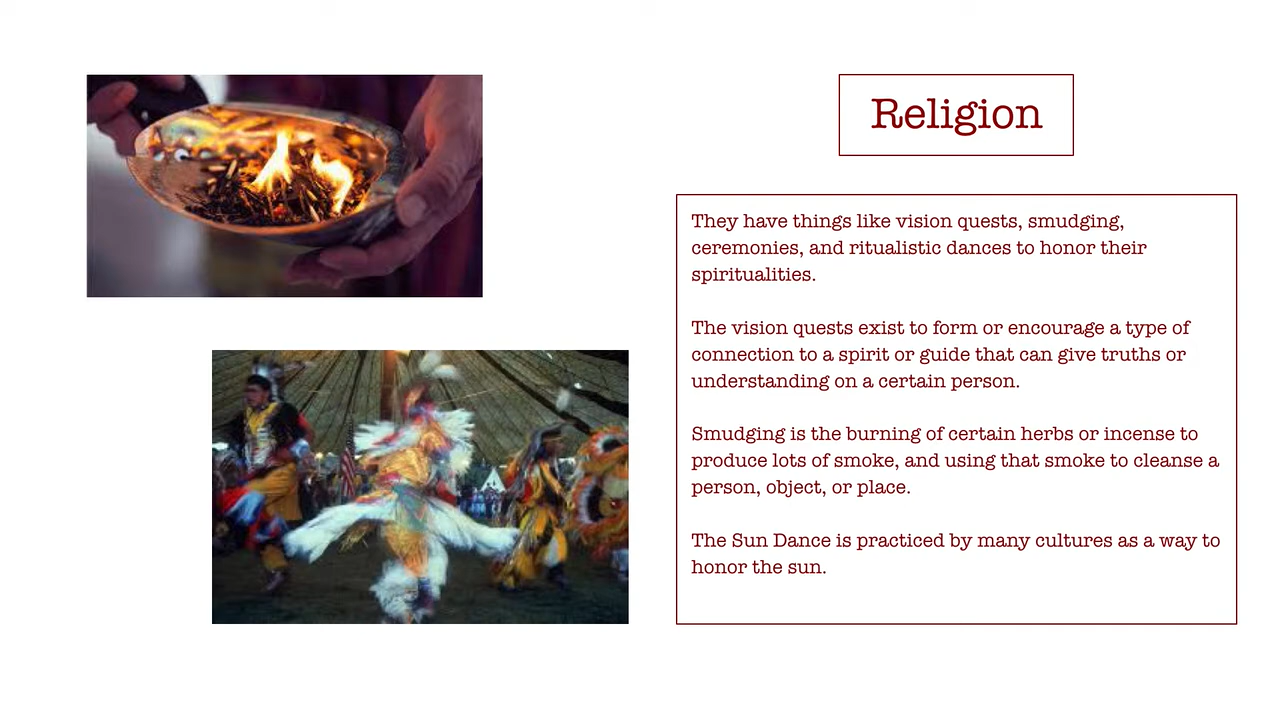 Religion
They have things like vision quests, smudging,
ceremonies, and ritualistic dances to honor their
spiritualities.
The vision quests exist to form or encourage a type of
connection to a spirit or guide that can give truths or
understanding on a certain person.
Smudging is the burning of certain herbs or incense to
produce lots of smoke, and using that smoke to cleanse a
person, object, or place.
The Sun Dance is practiced by many cultures as a way to
honor the sun.